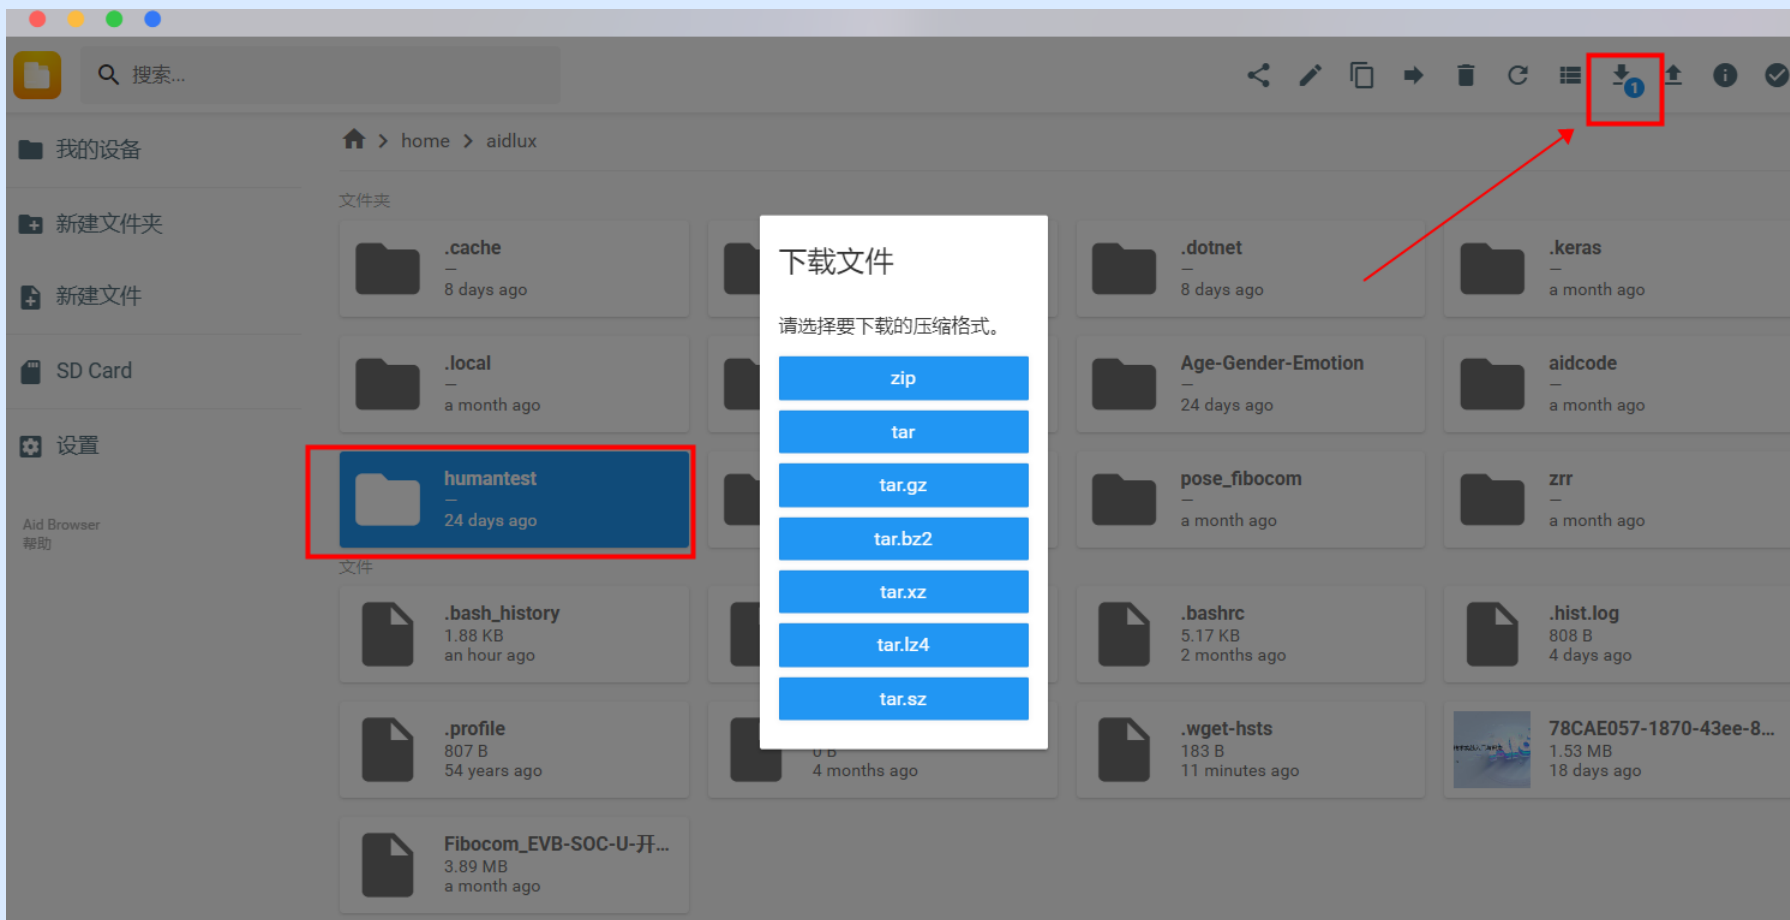 搜索...
1
我的设备
新建文件夹
新建文件
SD Card
设置
Aid Browser
帮助
home
aidlux
文件夹
.cache
—
8 days ago
.dotnet
—
8 days ago
.keras
—
a month ago
.local
—
a month ago
Age-Gender-Emotion
—
24 days ago
aidcode
—
a month ago
humantest
—
24 days ago
pose_fibocom
—
a month ago
zrr
—
a month ago
下载文件
请选择要下载的压缩格式。
zip
tar
tar.gz
tar.bz2
tar.xz
tar.lz4
tar.sz
文件
.bash_history
1.88 KB
an hour ago
.bashrc
5.17 KB
2 months ago
.hist.log
808 B
4 days ago
.profile
807 B
54 years ago
0 B
4 months ago
.wget-hsts
183 B
11 minutes ago
78CAE057-1870-43ee-8...
1.53 MB
18 days ago
Fibocom_EVB-SOC-U-开...
3.89 MB
a month ago